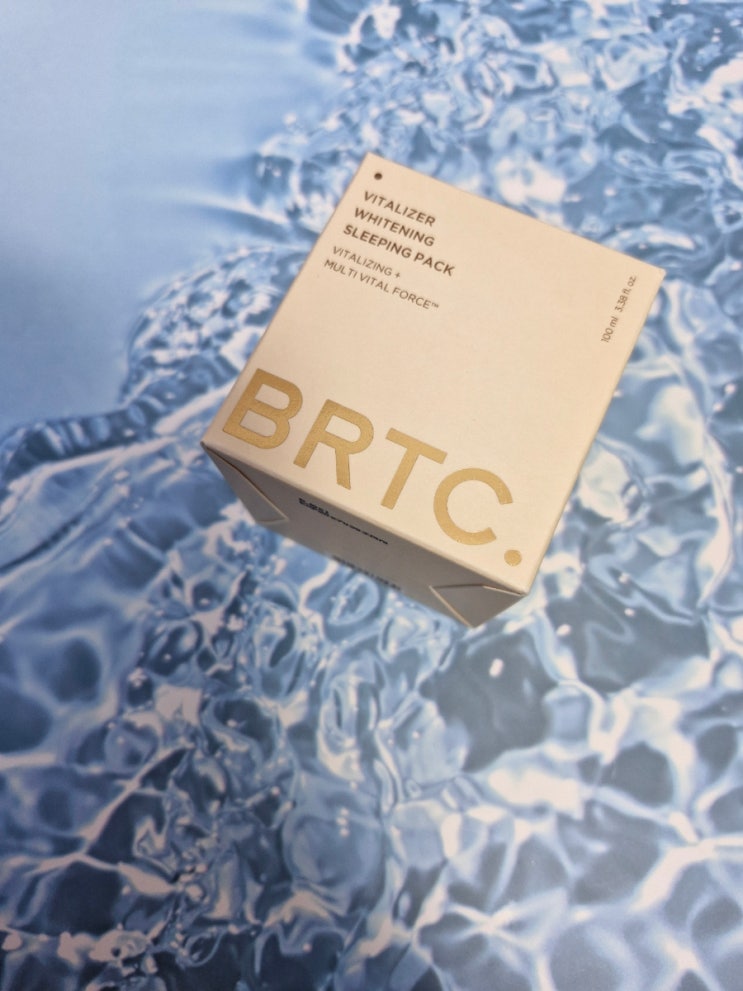 VITALIZER
WHITENING
SLEEPING PACK
VITALIZING +
MULTI VITAL FORCE™
100 ml 3.38 fl. oz.
BRTC.